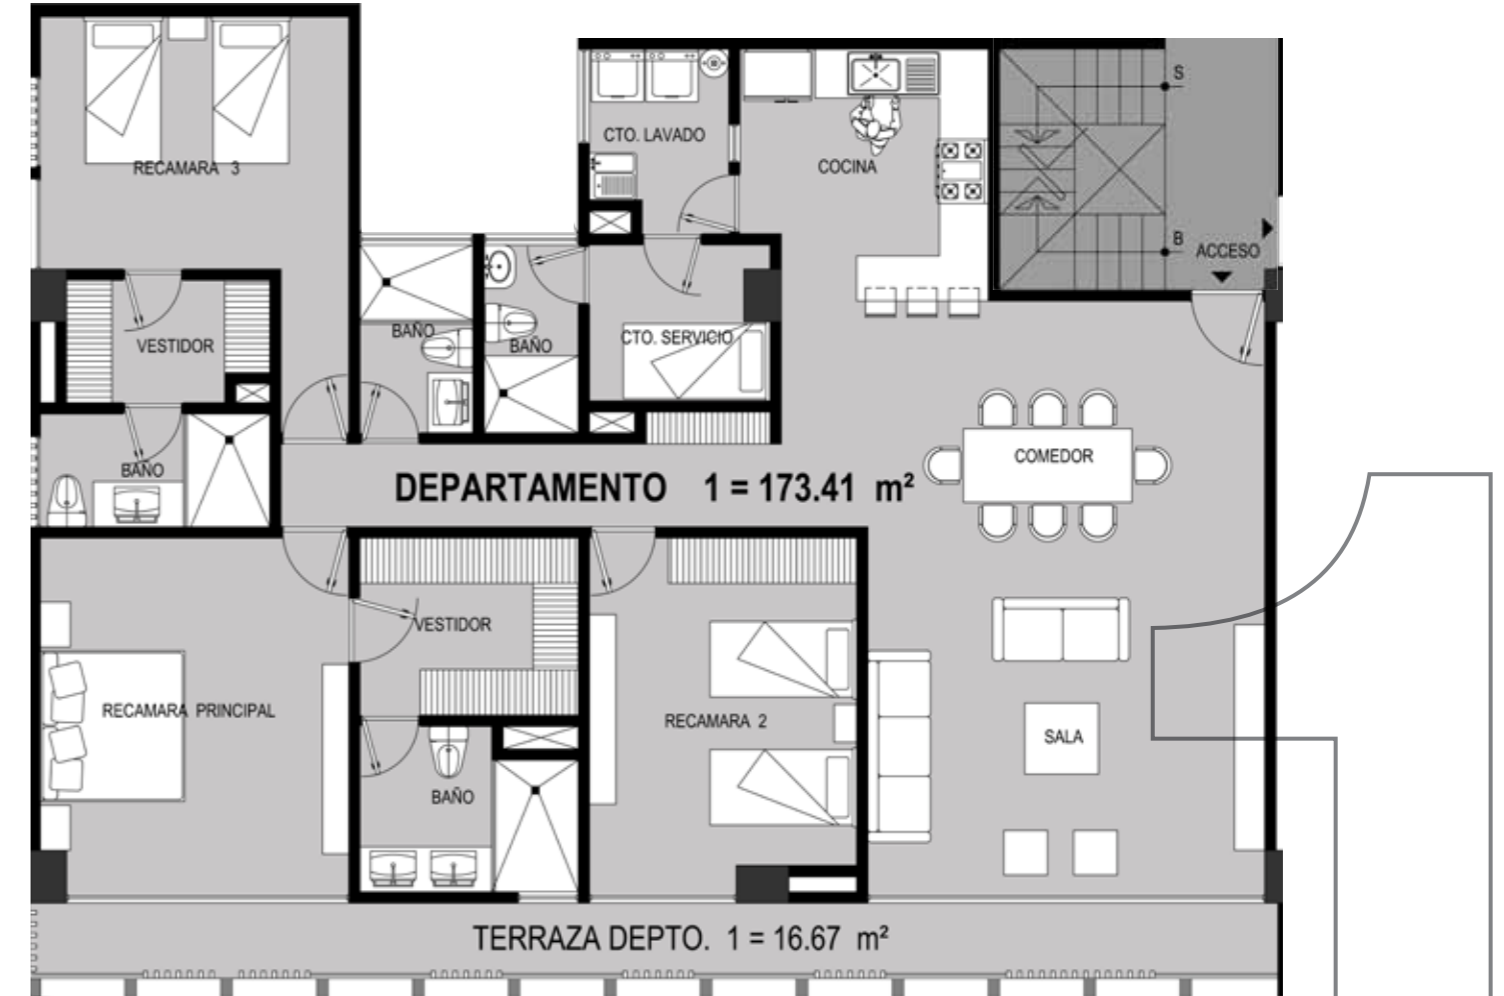 S
CTO. LAVADO
COCINA
RECAMARA 3
B
ACCESO
BAÑO
BAÑO
CTO. SERVICIO
VESTIDOR
COMEDOR
BAÑO
DEPARTAMENTO 1 = 173.41 m²
VESTIDOR
RECAMARA PRINCIPAL
RECAMARA 2
SALA
BAÑO
TERRAZA DEPTO. 1 = 16.67 m²